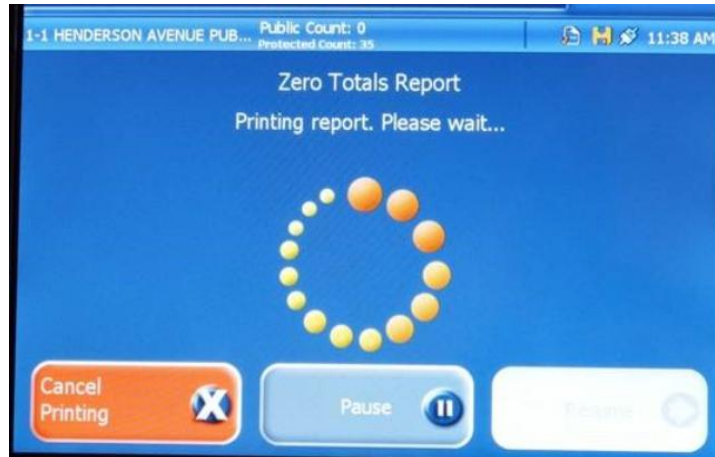 1-1 HENDERSON AVENUE PUB... Public Count: 0
Protected Count: 35
11:38 AM
Zero Totals Report
Printing report. Please wait...
Cancel
Printing
Pause
Resume